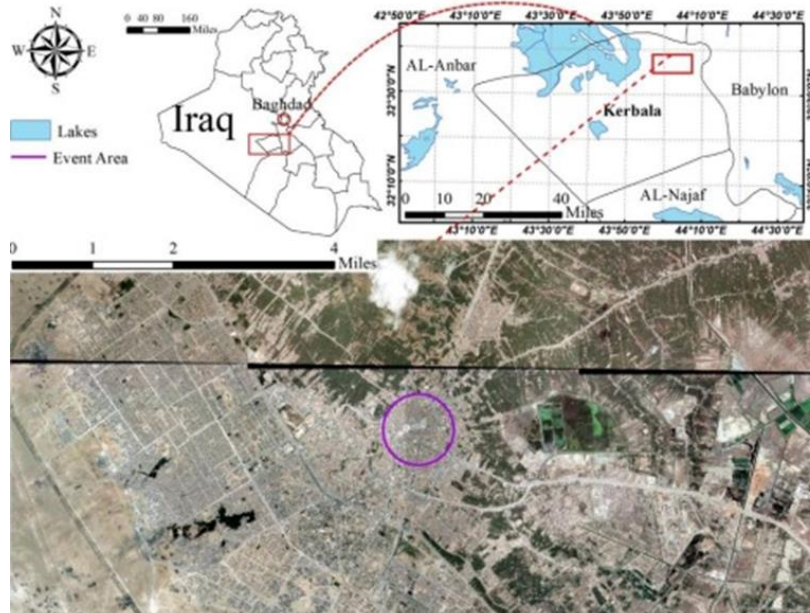 N
W E
S
0 40 80 160
Miles
Lakes
Event Area
Iraq
Baghdad
42°50'0"E 43°10'0"E 43°30'0"E 43°50'0"E 44°10'0"E 44°30'0"E
AL-Anbar
Babylon
32°30'0"N
Kerbala
32°10'0"N
AL-Najaf
0 10 20 40
Miles
43°10'0"E 43°30'0"E 43°50'0"E 44°10'0"E 44°30'0"E
0 1 2 4
Miles